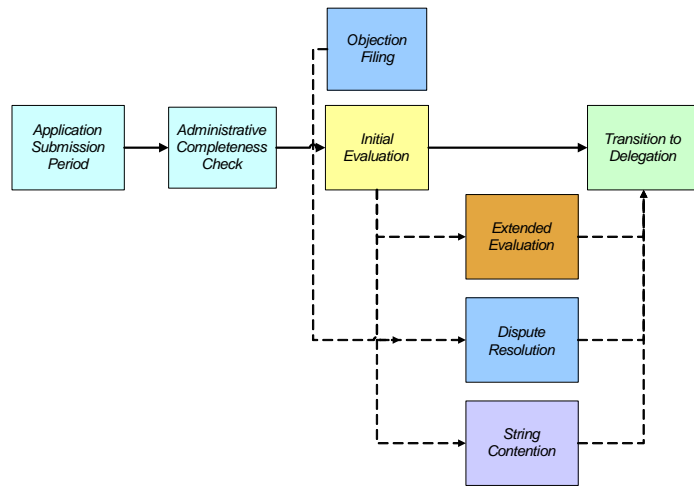 Objection
Filing
Application
Submission
Period
Administrative
Completeness
Check
Initial
Evaluation
Transition to
Delegation
Extended
Evaluation
Dispute
Resolution
String
Contention